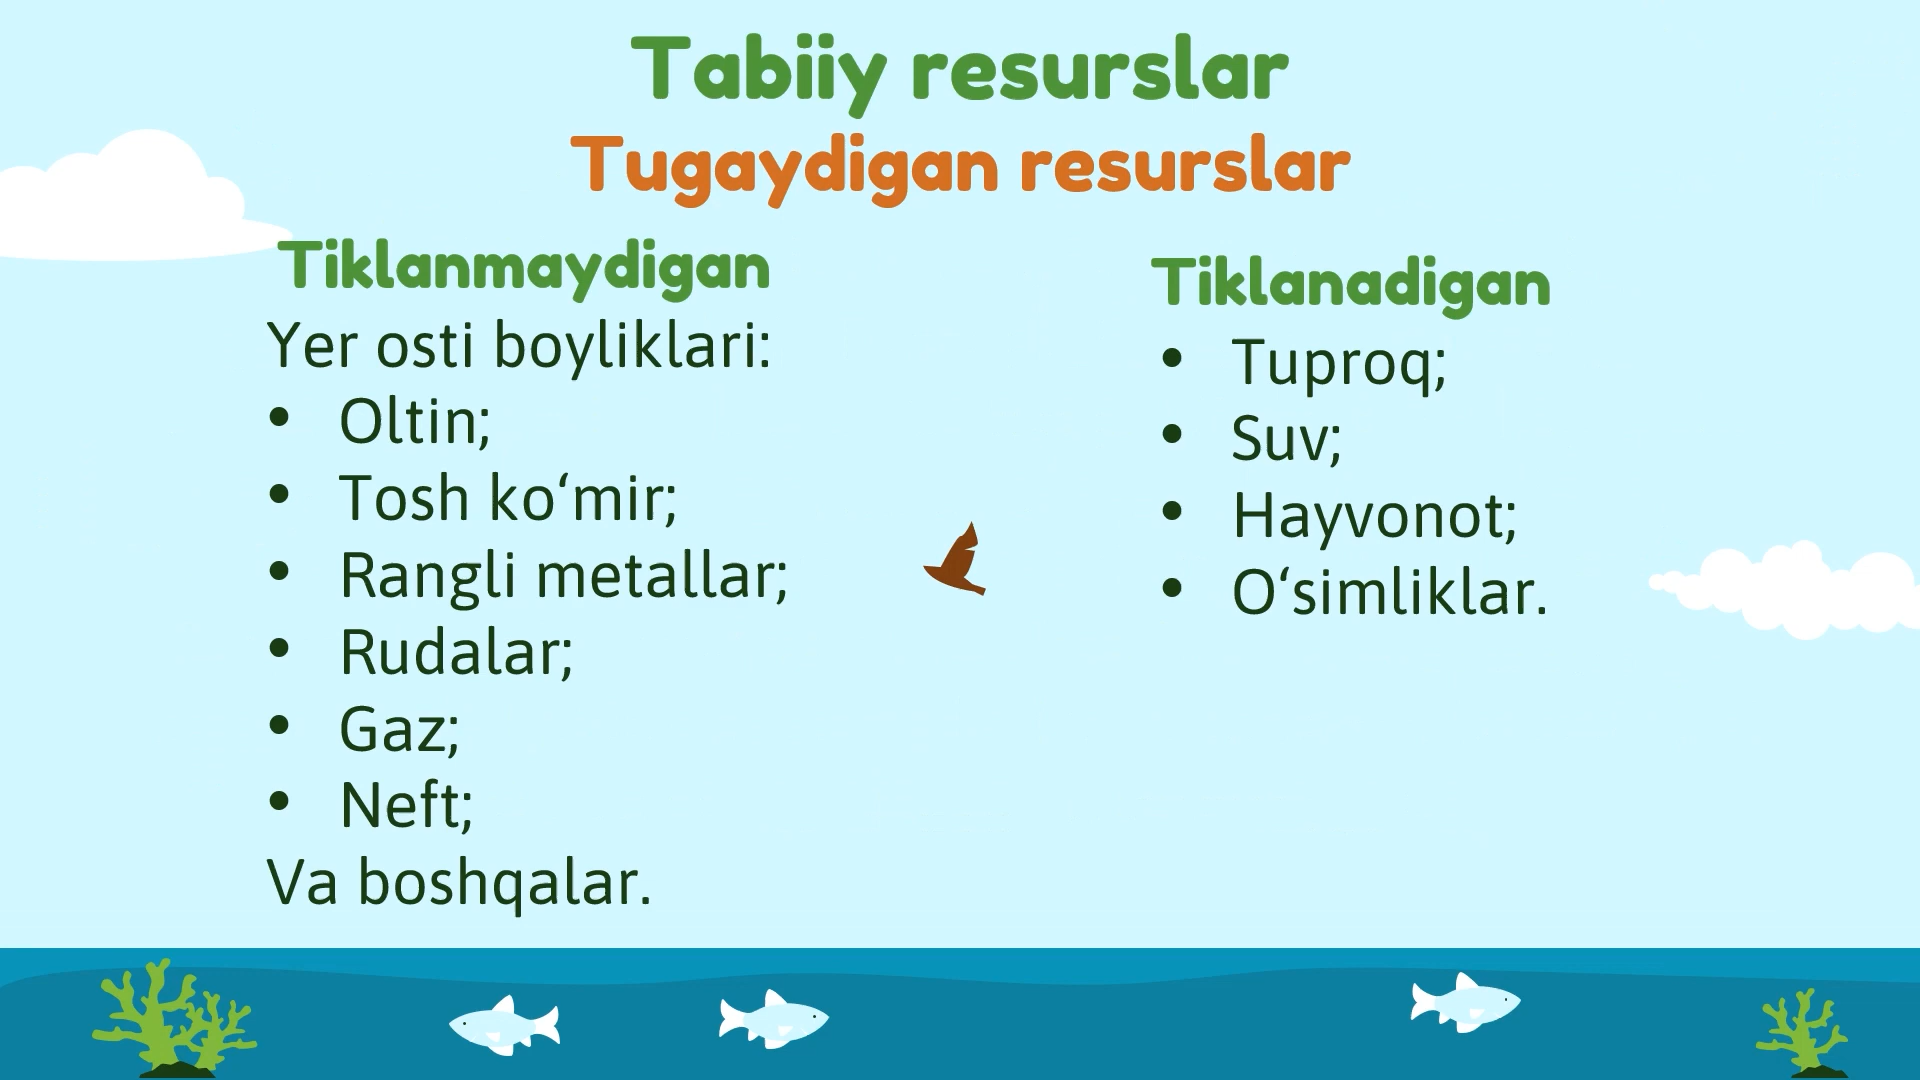 Tabiiy resurslar
Tugaydigan resurslar
Tiklanmaydigan
Yer osti boyliklari:
• Oltin;
• Tosh ko‘mir;
• Rangli metallar;
• Rudalar;
• Gaz;
• Neft;
Va boshqalar.
Tiklanadigan
• Tuproq;
• Suv;
• Hayvonot;
• O‘simliklar.